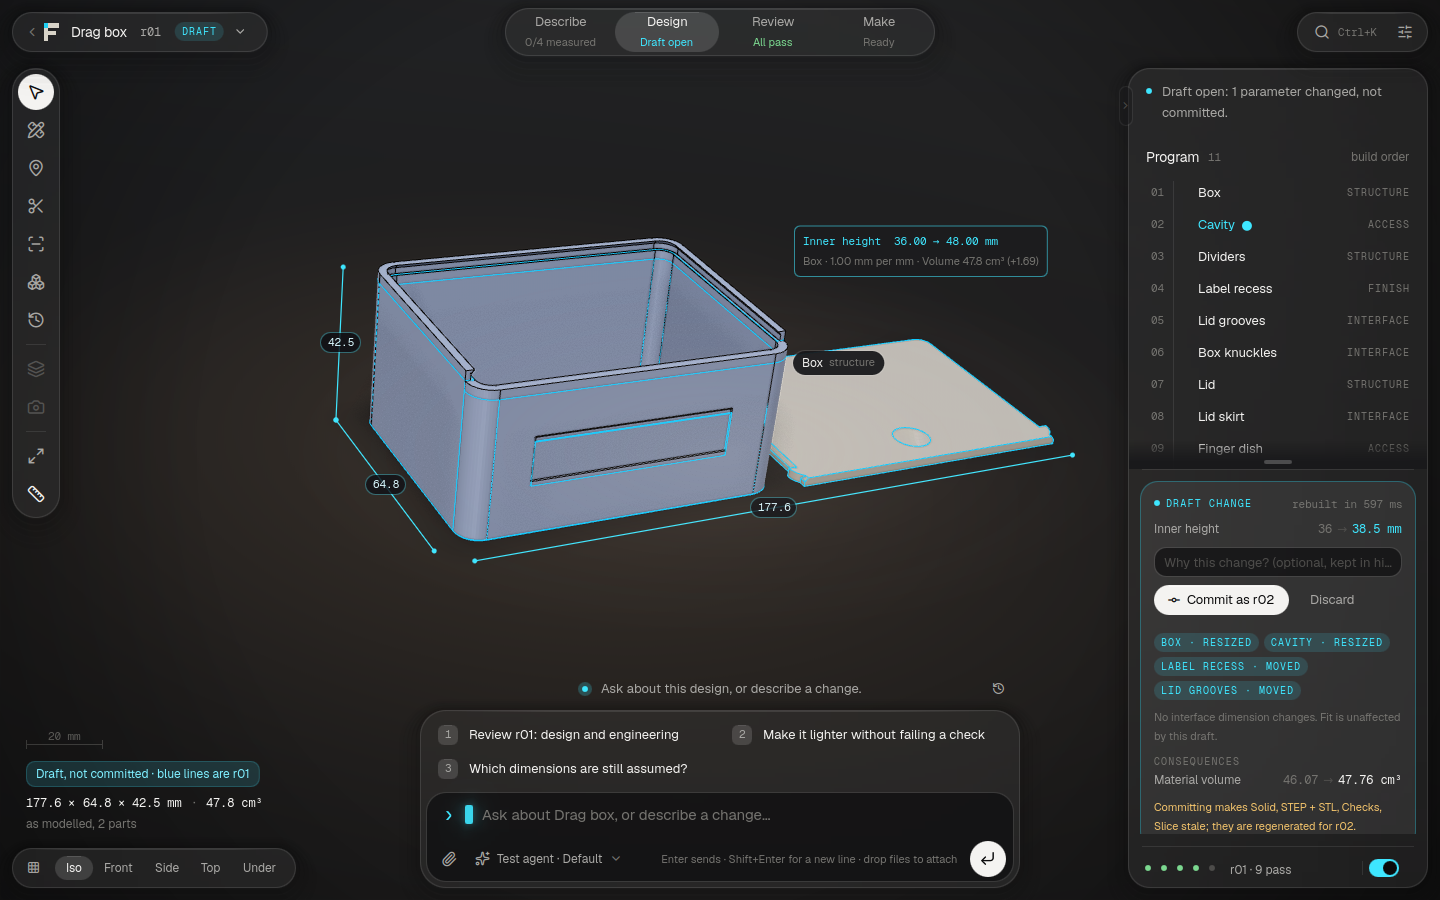 Drag box r01 DRAFT
Describe
0/4 measured
Design
Draft open
Review
All pass
Make
Ready
Ctrl+K
Draft open: 1 parameter changed, not
committed.
Program 11 build order
01 Box STRUCTURE
02 Cavity ACCESS
03 Dividers STRUCTURE
04 Label recess FINISH
05 Lid grooves INTERFACE
06 Box knuckles INTERFACE
07 Lid STRUCTURE
08 Lid skirt INTERFACE
09 Finger dish ACCESS
Inner height 36.00 → 48.00 mm
Box · 1.00 mm per mm · Volume 47.8 cm³ (+1.69)
Box structure
42.5
64.8
177.6
DRAFT CHANGE rebuilt in 597 ms
Inner height 36 → 38.5 mm
Why this change? (optional, kept in hi...
Commit as r02 Discard
BOX · RESIZED CAVITY · RESIZED
LABEL RECESS · MOVED
LID GROOVES · MOVED
No interface dimension changes. Fit is unaffected
by this draft.
CONSEQUENCES
Material volume 46.07 → 47.76 cm³
Committing makes Solid, STEP + STL, Checks,
Slice stale; they are regenerated for r02.
r01 · 9 pass
Ask about this design, or describe a change.
1 Review r01: design and engineering
2 Make it lighter without failing a check
3 Which dimensions are still assumed?
Ask about Drag box, or describe a change...
Test agent · Default
Enter sends · Shift+Enter for a new line · drop files to attach
20 mm
Draft, not committed · blue lines are r01
177.6 × 64.8 × 42.5 mm · 47.8 cm³
as modelled, 2 parts
Iso Front Side Top Under